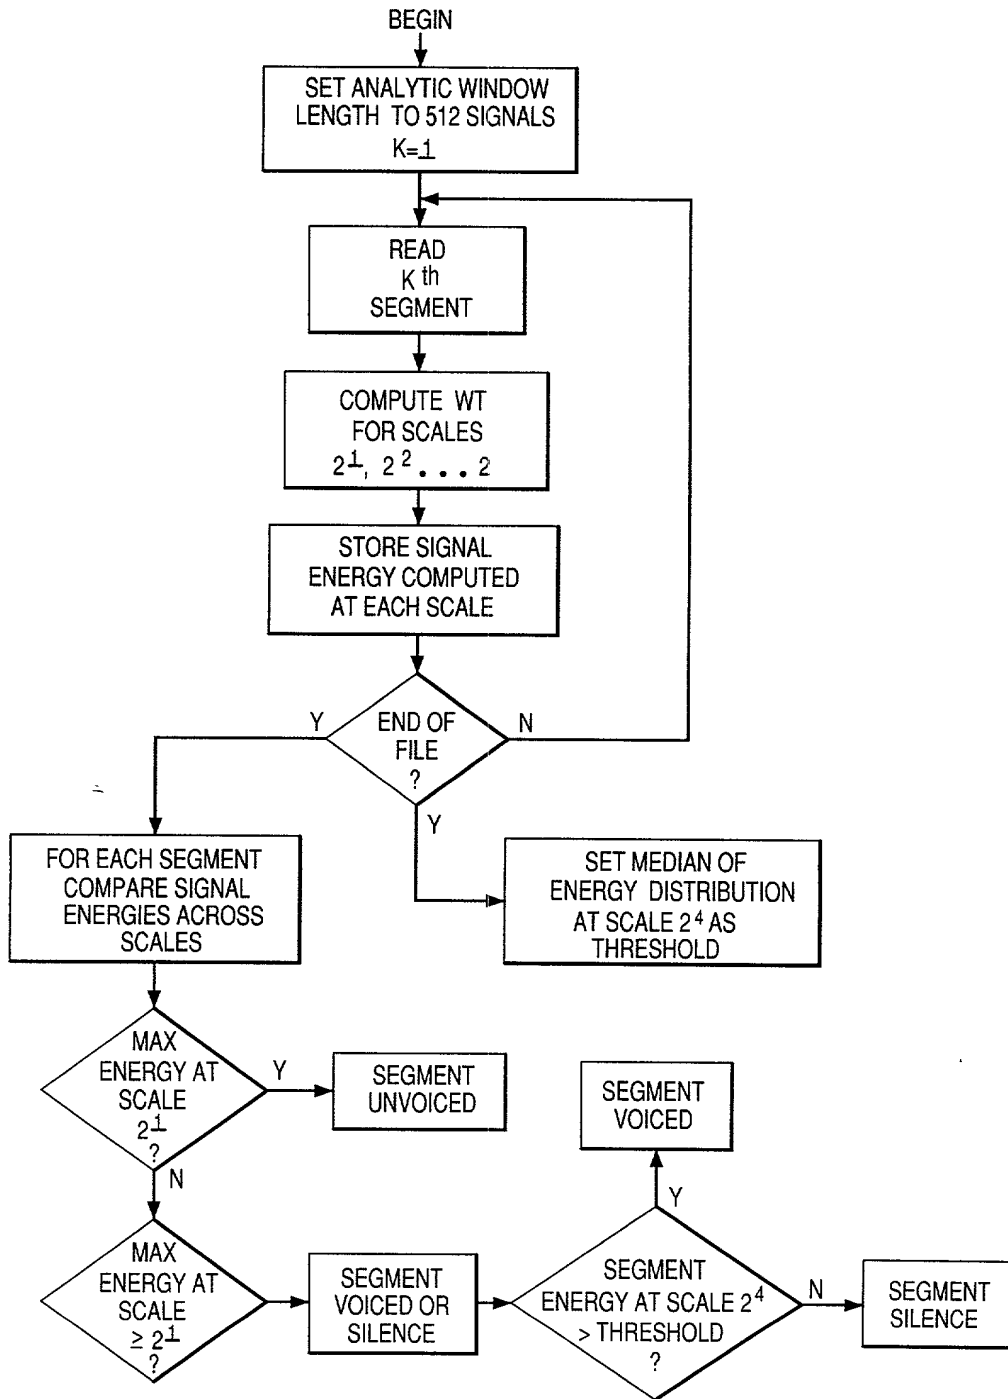 BEGIN
SET ANALYTIC WINDOW
LENGTH TO 512 SIGNALS
K=1
READ
K th
SEGMENT
COMPUTE WT
FOR SCALES
2^1, 2^2 . . . 2
STORE SIGNAL
ENERGY COMPUTED
AT EACH SCALE
Y
END OF
FILE
?
N
Y
FOR EACH SEGMENT
COMPARE SIGNAL
ENERGIES ACROSS
SCALES
SET MEDIAN OF
ENERGY DISTRIBUTION
AT SCALE 2^4 AS
THRESHOLD
MAX
ENERGY AT
SCALE
2^1
?
Y
SEGMENT
UNVOICED
N
SEGMENT
VOICED
Y
MAX
ENERGY AT
SCALE
≥ 2^1
?
SEGMENT
VOICED OR
SILENCE
SEGMENT
ENERGY AT SCALE 2^4
> THRESHOLD
?
N
SEGMENT
SILENCE